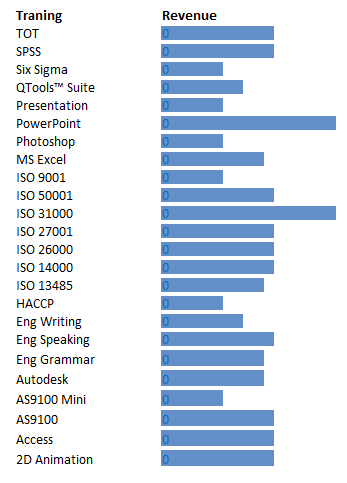 Traning Revenue
TOT 0
SPSS 0
Six Sigma 0
QTools™ Suite 0
Presentation 0
PowerPoint 0
Photoshop 0
MS Excel 0
ISO 9001 0
ISO 50001 0
ISO 31000 0
ISO 27001 0
ISO 26000 0
ISO 14000 0
ISO 13485 0
HACCP 0
Eng Writing 0
Eng Speaking 0
Eng Grammar 0
Autodesk 0
AS9100 Mini 0
AS9100 0
Access 0
2D Animation 0